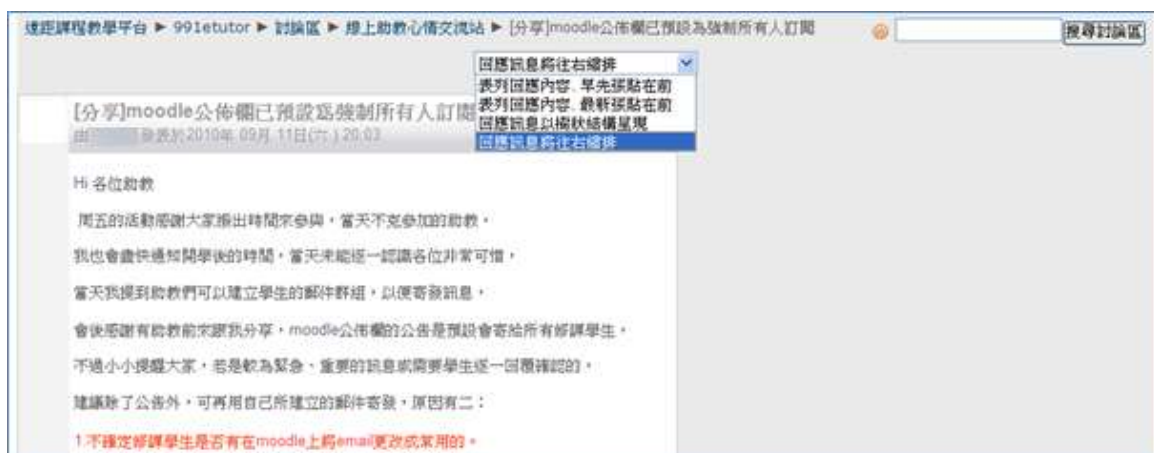 遠距課程教學平台 ► 991etutor ► 討論區 ► 線上助教心情交流站 ► [分享]moodle公佈欄已預設為強制所有人訂閱
搜尋討論區
回應訊息將往右縮排
表列回應內容, 早先張貼在前
表列回應內容, 最新張貼在前
回應訊息以樹狀結構呈現
回應訊息將往右縮排
[分享]moodle公佈欄已預設為強制所有人訂閱
由 發表於2010年 09月 11日(六) 20:03
Hi 各位助教
周五的活動感謝大家撥出時間來參與，當天不克參加的助教，
我也會盡快通知開學後的時間，當天未能逐一認識各位非常可惜，
當天我提到助教們可以建立學生的郵件群組，以便寄發訊息，
會後感謝有助教前來跟我分享，moodle公佈欄的公告是預設會寄給所有修課學生。
不過小小提醒大家，若是較為緊急、重要的訊息或需要學生逐一回覆確認的，
建議除了公告外，可再用自己所建立的郵件寄發，原因有二：
1.不確定修課學生是否有在moodle上將email更改成常用的。